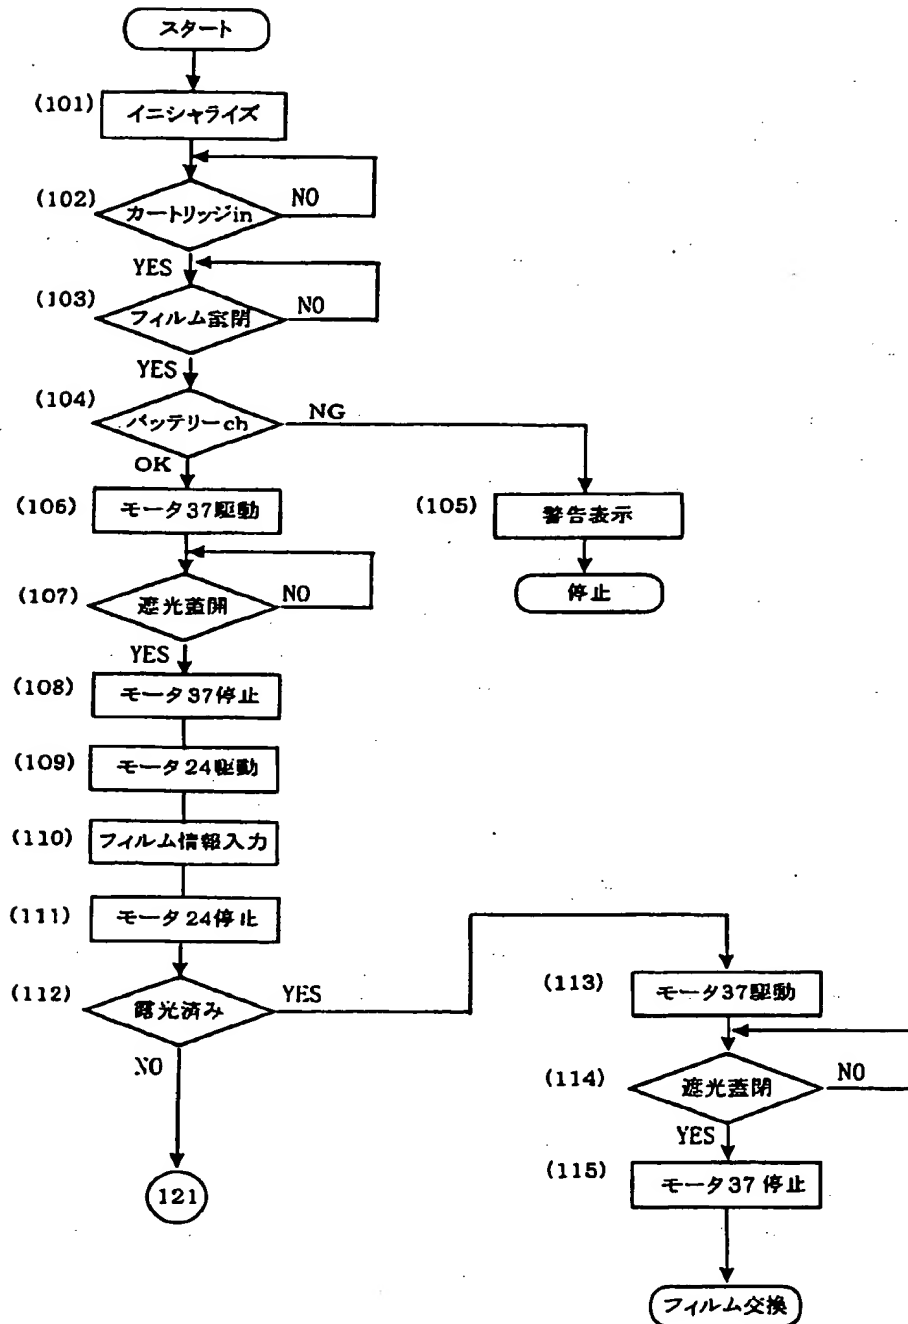 スタート
(101) イニシャライズ
(102) カートリッジin NO
YES
(103) フィルム室閉 NO
YES
(104) バッテリーch NG
OK
(106) モータ37駆動
(105) 警告表示
停止
(107) 遮光蓋開 NO
YES
(108) モータ37停止
(109) モータ24駆動
(110) フィルム情報入力
(111) モータ24停止
(112) 露光済み YES
NO
121
(113) モータ37駆動
(114) 遮光蓋閉 NO
YES
(115) モータ37停止
フィルム交換